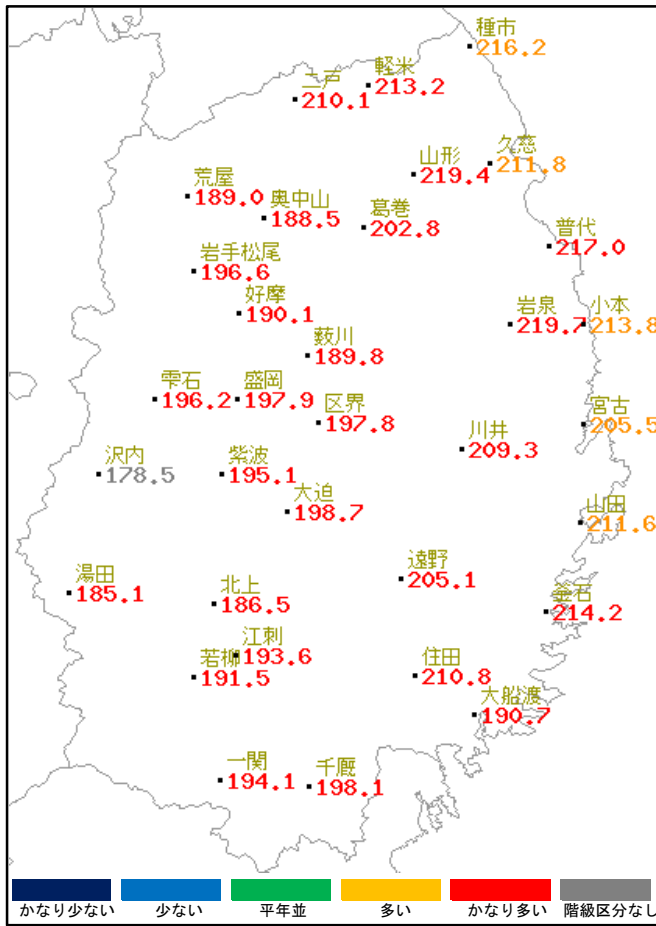 種市
216.2
軽米
213.2
二戸
210.1
久慈
211.8
山形
219.4
荒屋
189.0
奥中山
188.5
葛巻
202.8
普代
217.0
岩手松尾
196.6
好摩
190.1
岩泉
219.7
小本
213.8
薮川
189.8
雫石
196.2
盛岡
197.9
区界
197.8
宮古
205.5
川井
209.3
沢内
178.5
紫波
195.1
大迫
198.7
山田
211.6
遠野
205.1
湯田
185.1
北上
186.5
釜石
214.2
江刺
193.6
若柳
191.5
住田
210.8
大船渡
190.7
一関
194.1
千厩
198.1
かなり少ない
少ない
平年並
多い
かなり多い
階級区分なし